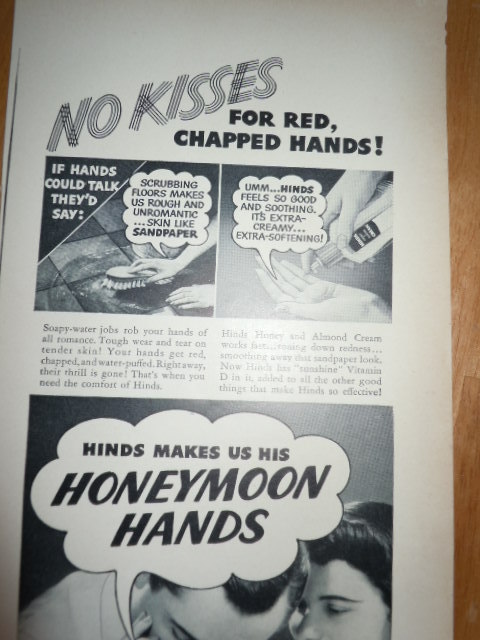 NO KISSES
FOR RED,
CHAPPED HANDS!
IF HANDS
COULD TALK
THEY'D
SAY:
SCRUBBING
FLOORS MAKES
US ROUGH AND
UNROMANTIC
...SKIN LIKE
SANDPAPER
UMM...HINDS
FEELS SO GOOD
AND SOOTHING.
IT'S EXTRA-
CREAMY...
EXTRA-SOFTENING!
Soapy-water jobs rob your hands of
all romance. Tough wear and tear on
tender skin! Your hands get red,
chapped, and water-puffed. Right away,
their thrill is gone! That's when you
need the comfort of Hinds.
Hinds Honey and Almond Cream
works fast...toning down redness...
smoothing away that sandpaper look.
Now Hinds has "sunshine" Vitamin
D in it, added to all the other good
things that make Hinds so effective!
HINDS MAKES US HIS
HONEYMOON
HANDS